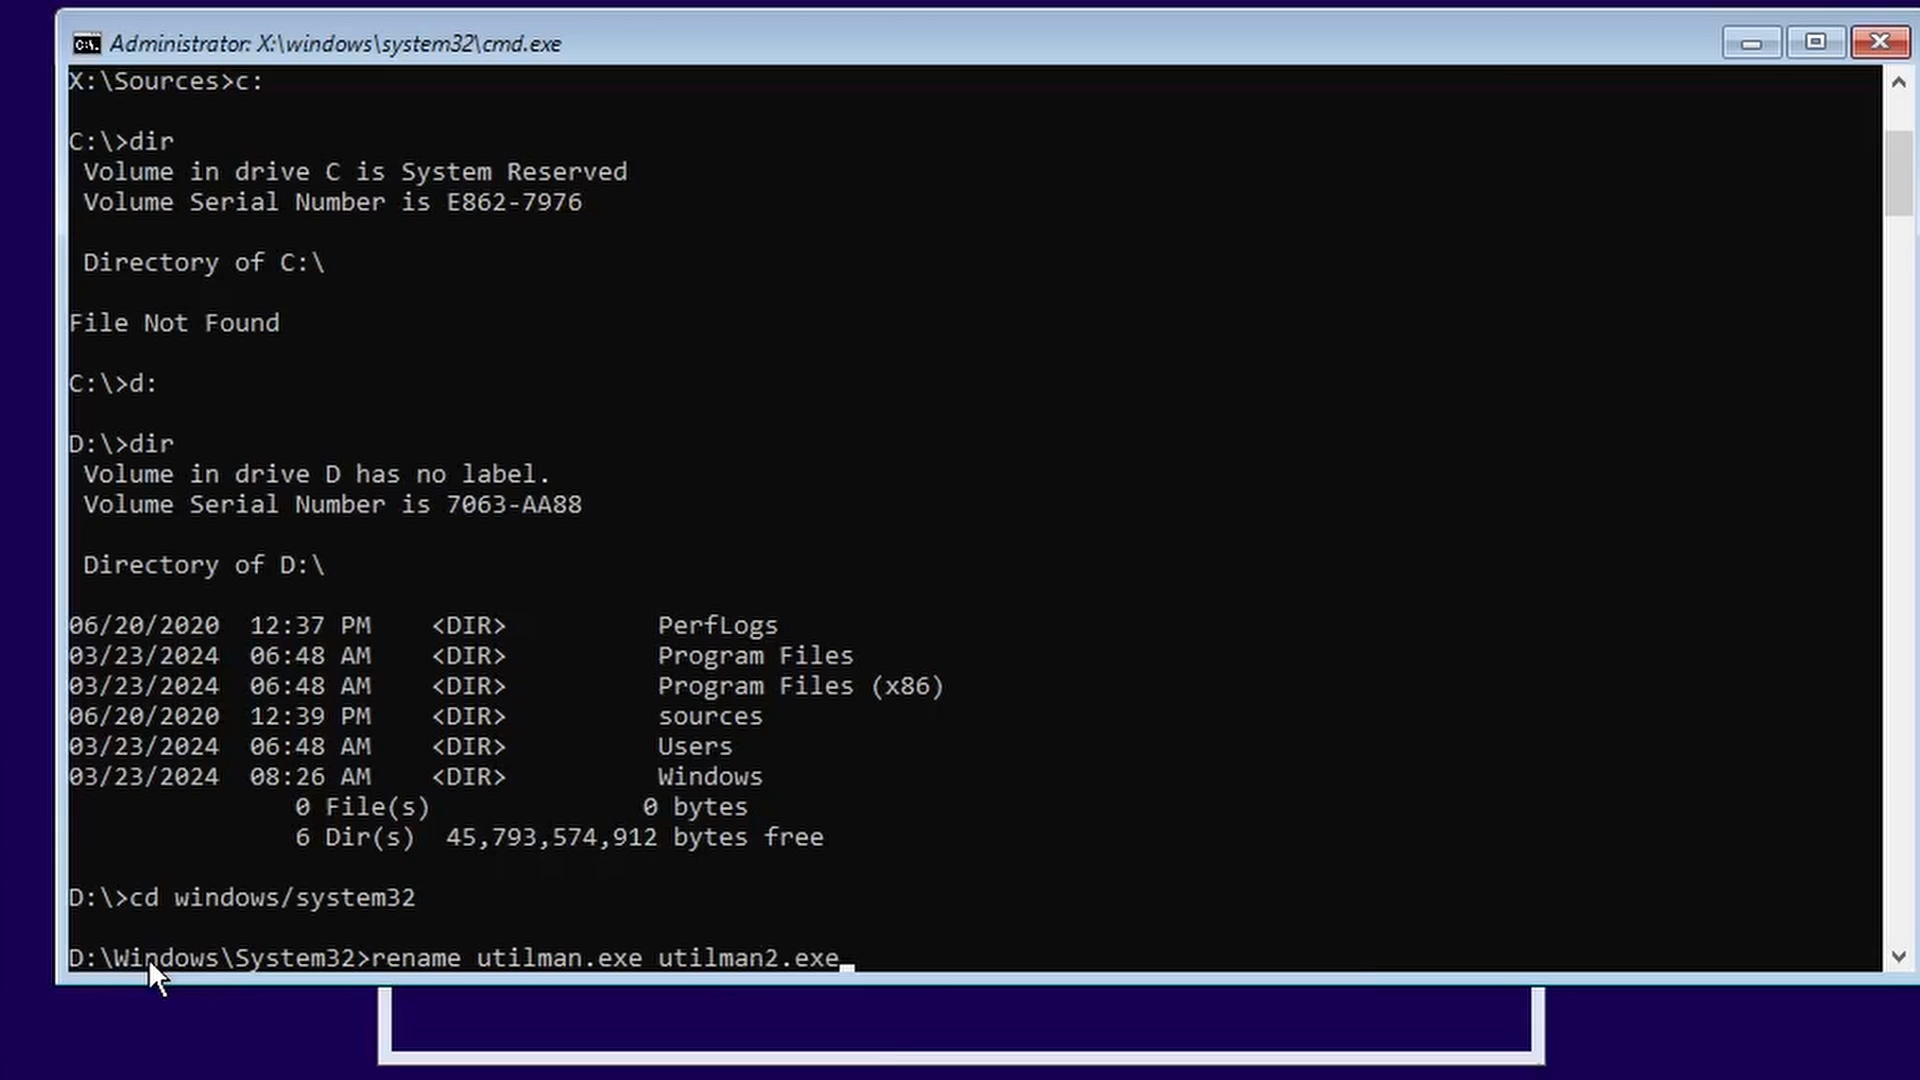 Administrator: X:\windows\system32\cmd.exe
X:\Sources>c:
C:\>dir
Volume in drive C is System Reserved
Volume Serial Number is E862-7976
Directory of C:\
File Not Found
C:\>d:
D:\>dir
Volume in drive D has no label.
Volume Serial Number is 7063-AA88
Directory of D:\
06/20/2020  12:37 PM    <DIR>          PerfLogs
03/23/2024  06:48 AM    <DIR>          Program Files
03/23/2024  06:48 AM    <DIR>          Program Files (x86)
06/20/2020  12:39 PM    <DIR>          sources
03/23/2024  06:48 AM    <DIR>          Users
03/23/2024  08:26 AM    <DIR>          Windows
0 File(s)              0 bytes
6 Dir(s)  45,793,574,912 bytes free
D:\>cd windows/system32
D:\Windows\System32>rename utilman.exe utilman2.exe